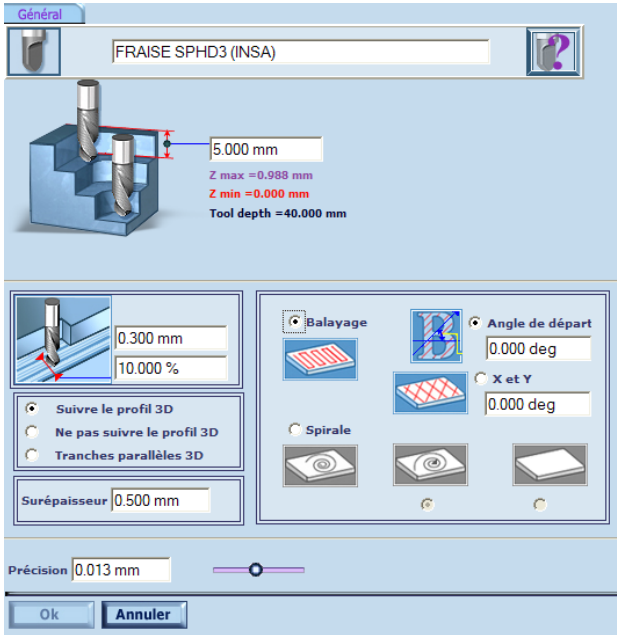 Général
FRAISE SPHD3 (INSA)
?
5.000 mm
Z max =0.988 mm
Z min =0.000 mm
Tool depth =40.000 mm
0.300 mm
10.000 %
Suivre le profil 3D
Ne pas suivre le profil 3D
Tranches parallèles 3D
Surépaisseur 0.500 mm
Balayage
Angle de départ
0.000 deg
X et Y
0.000 deg
Spirale
Précision 0.013 mm
Ok Annuler